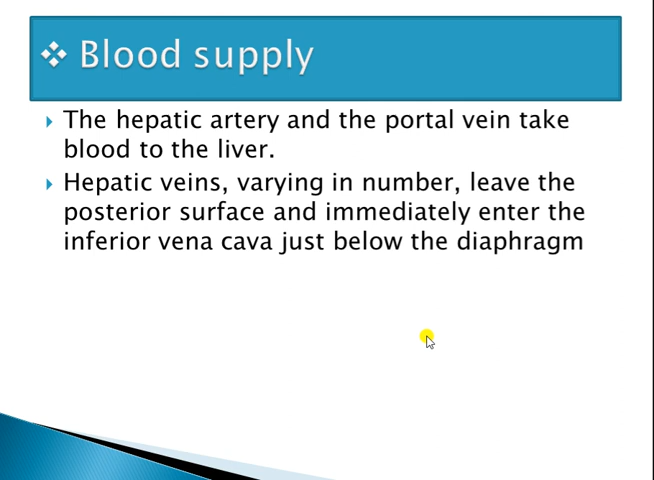 ❖ Blood supply
The hepatic artery and the portal vein take
blood to the liver.
Hepatic veins, varying in number, leave the
posterior surface and immediately enter the
inferior vena cava just below the diaphragm